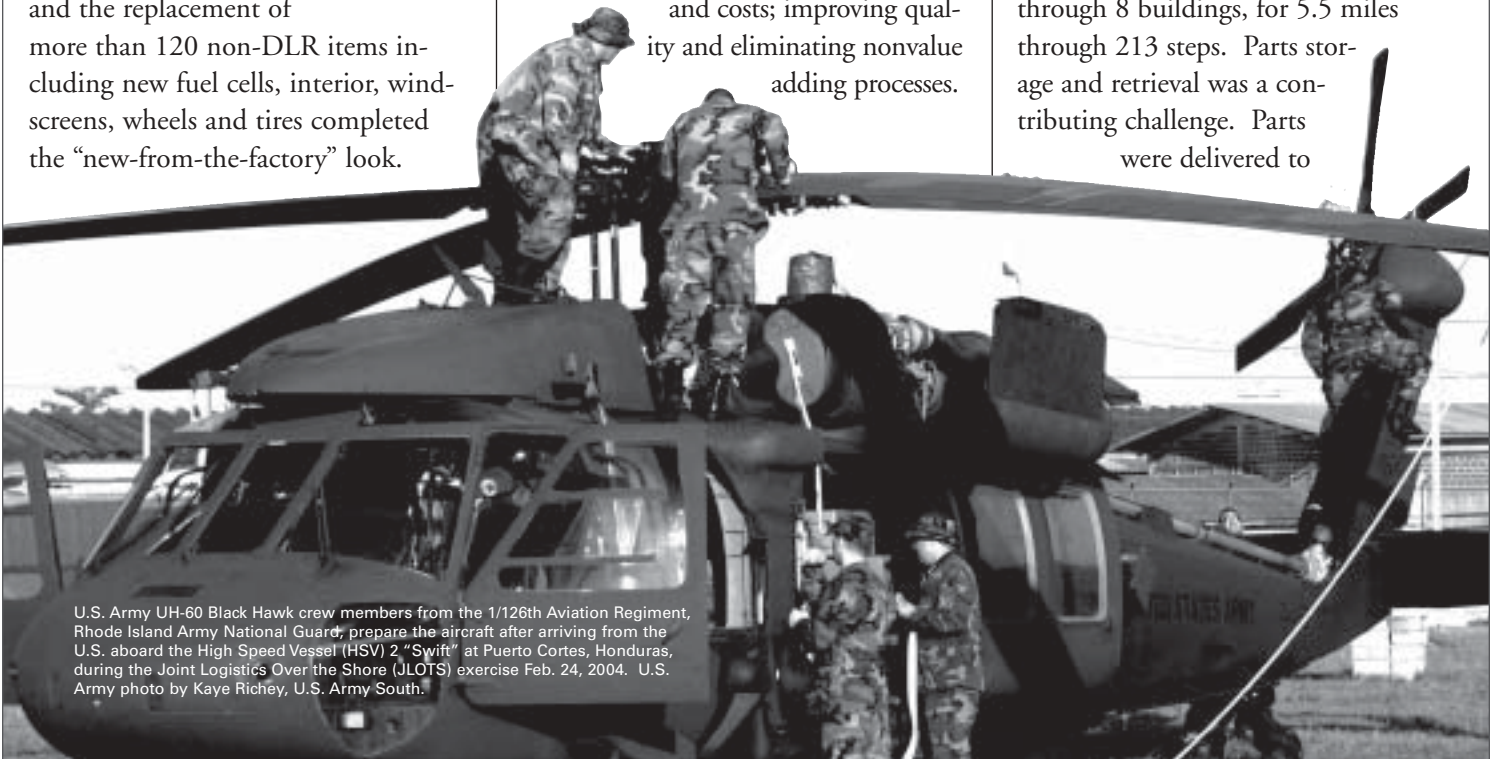 and the replacement of
more than 120 non-DLR items in-
cluding new fuel cells, interior, wind-
screens, wheels and tires completed
the “new-from-the-factory” look.
and costs; improving qual-
ity and eliminating nonvalue
adding processes.
through 8 buildings, for 5.5 miles
through 213 steps.  Parts stor-
age and retrieval was a con-
tributing challenge.  Parts
were delivered to
UNITED STATES ARMY
U.S. Army UH-60 Black Hawk crew members from the 1/126th Aviation Regiment,
Rhode Island Army National Guard, prepare the aircraft after arriving from the
U.S. aboard the High Speed Vessel (HSV) 2 “Swift” at Puerto Cortes, Honduras,
during the Joint Logistics Over the Shore (JLOTS) exercise Feb. 24, 2004.  U.S.
Army photo by Kaye Richey, U.S. Army South.